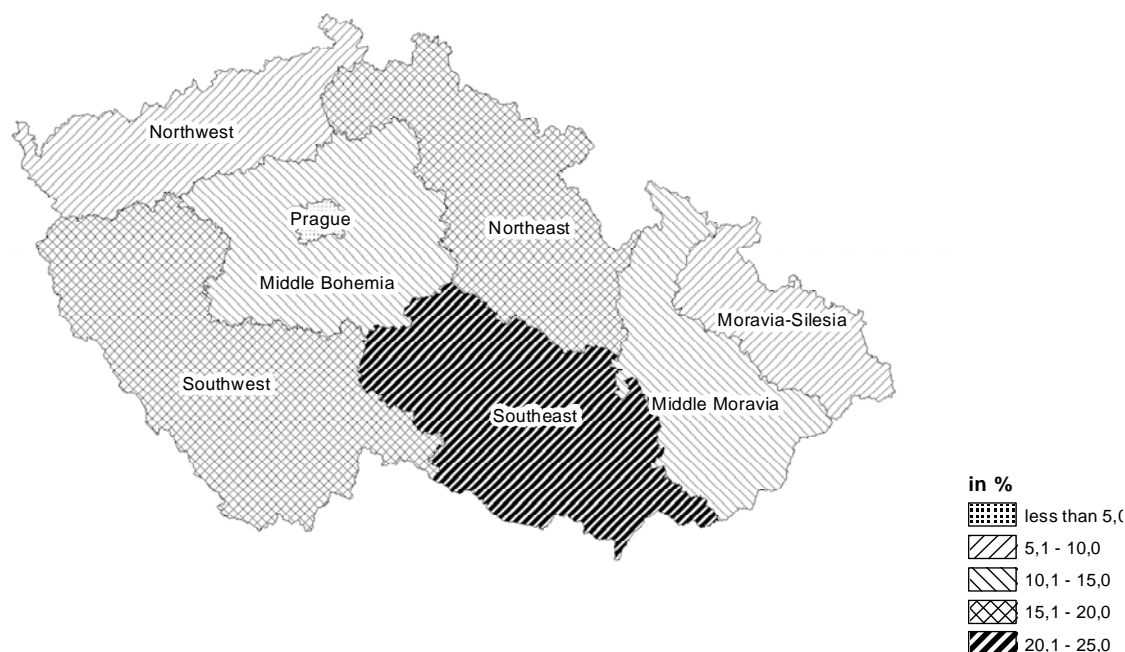 Northwest
Prague
Northeast
Middle Bohemia
Moravia-Silesia
Southwest
Middle Moravia
Southeast
in %
less than 5,0
5,1 - 10,0
10,1 - 15,0
15,1 - 20,0
20,1 - 25,0